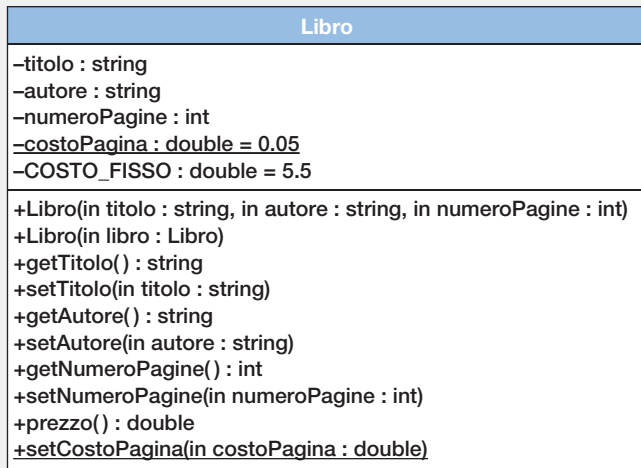 Libro
–titolo : string
–autore : string
–numeroPagine : int
–costoPagina : double = 0.05
–COSTO_FISSO : double = 5.5
+Libro(in titolo : string, in autore : string, in numeroPagine : int)
+Libro(in libro : Libro)
+getTitolo( ) : string
+setTitolo(in titolo : string)
+getAutore( ) : string
+setAutore(in autore : string)
+getNumeroPagine( ) : int
+setNumeroPagine(in numeroPagine : int)
+prezzo( ) : double
+setCostoPagina(in costoPagina : double)